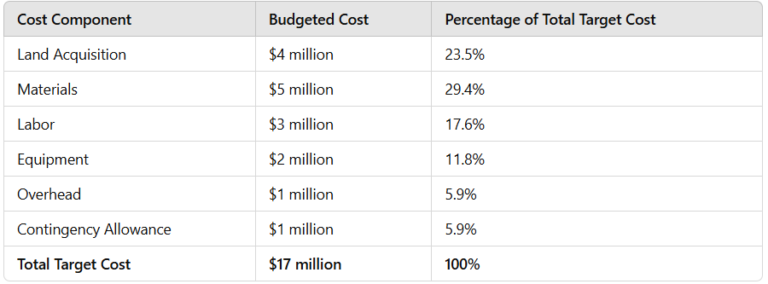 Cost Component Budgeted Cost Percentage of Total Target Cost
Land Acquisition $4 million 23.5%
Materials $5 million 29.4%
Labor $3 million 17.6%
Equipment $2 million 11.8%
Overhead $1 million 5.9%
Contingency Allowance $1 million 5.9%
Total Target Cost $17 million 100%